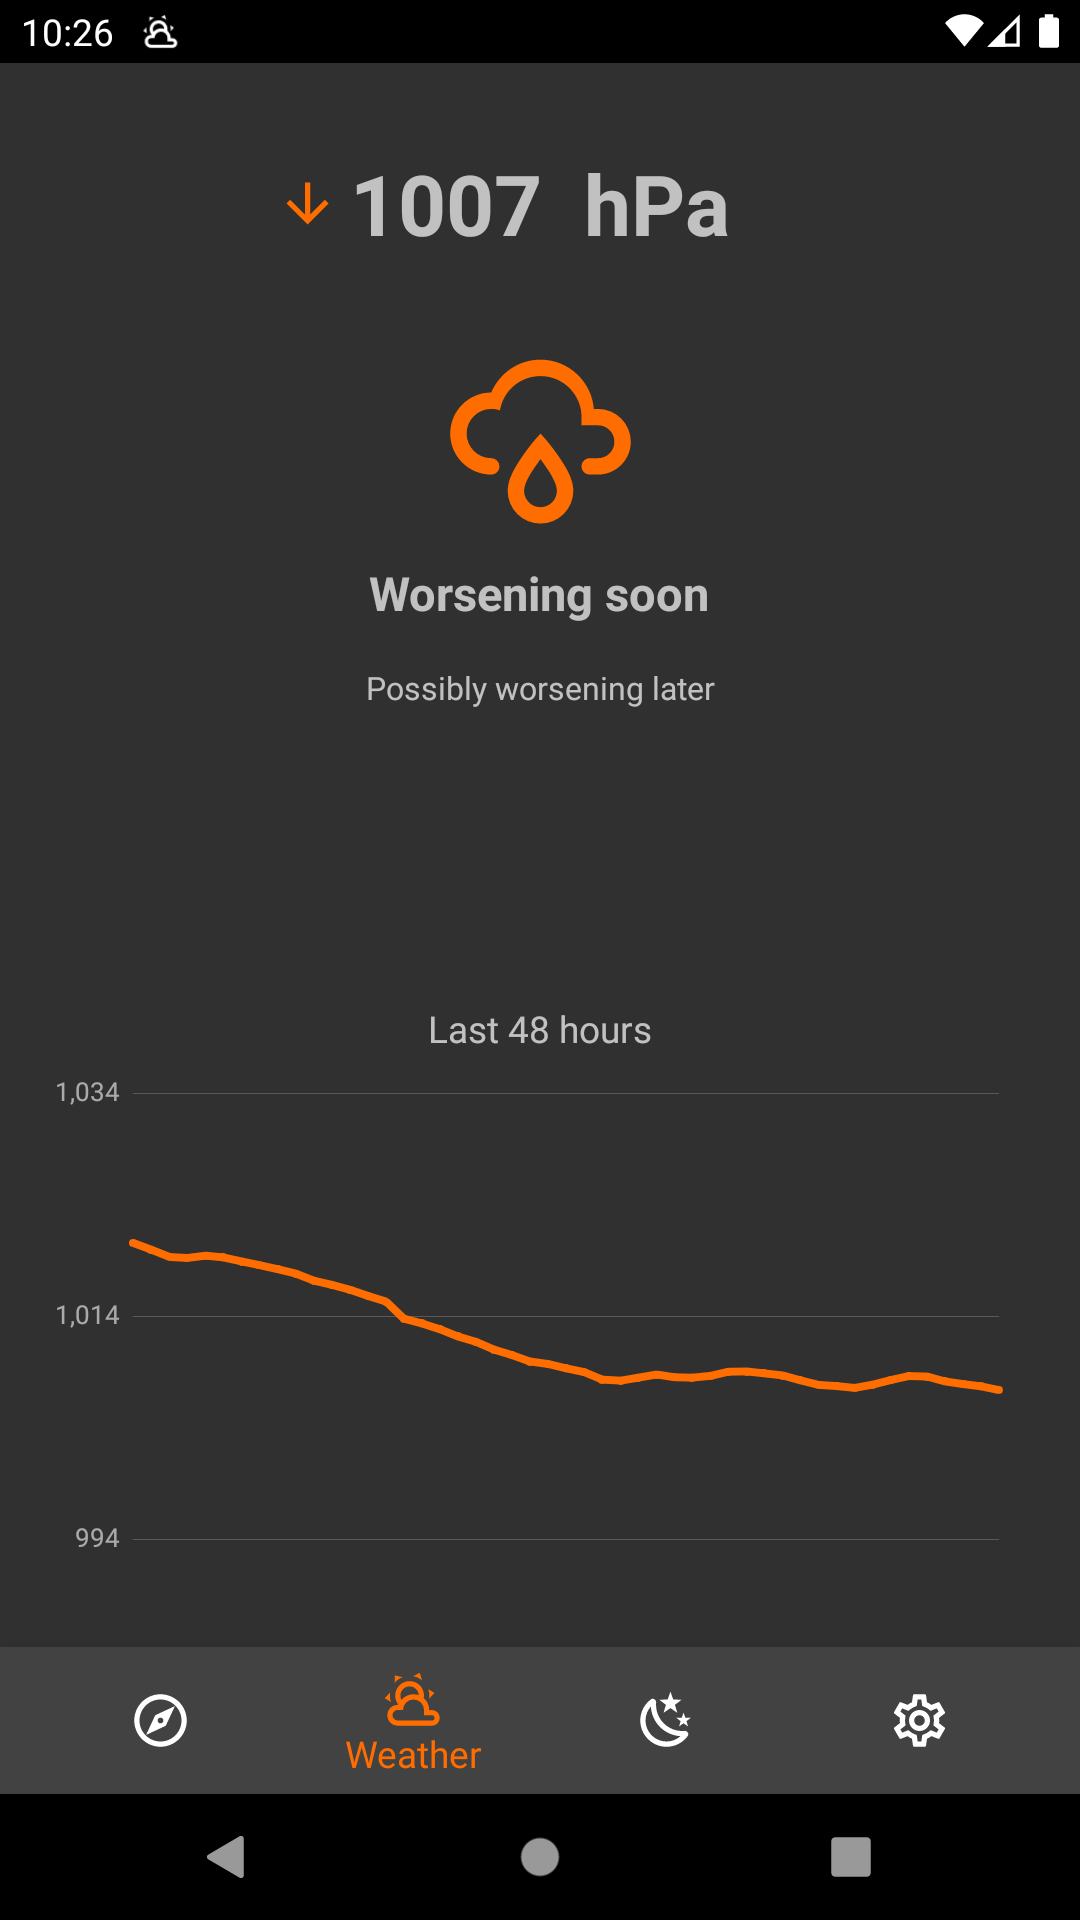 10:26
1007 hPa
Worsening soon
Possibly worsening later
Last 48 hours
1,034
1,014
994
Weather